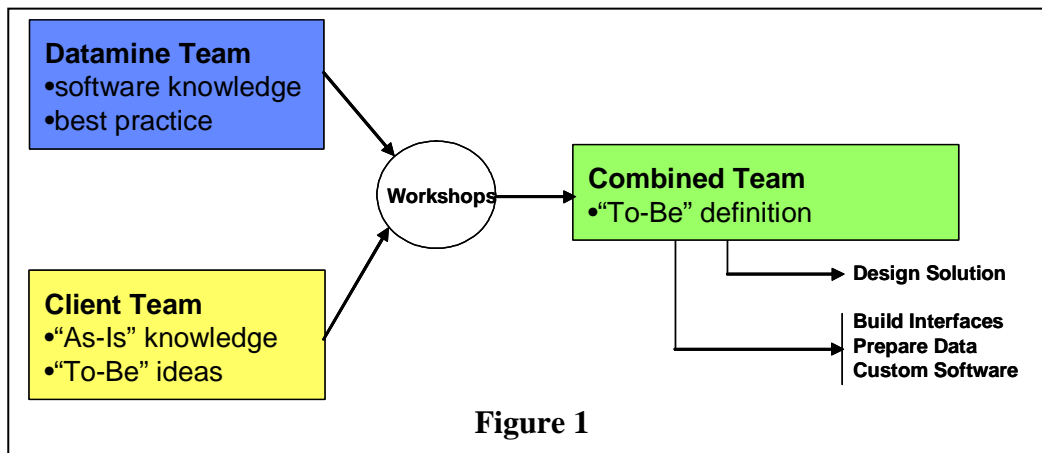 Datamine Team
•software knowledge
•best practice
Workshops
Combined Team
•“To-Be” definition
Design Solution
Build Interfaces
Prepare Data
Custom Software
Client Team
•“As-Is” knowledge
•“To-Be” ideas
Figure 1